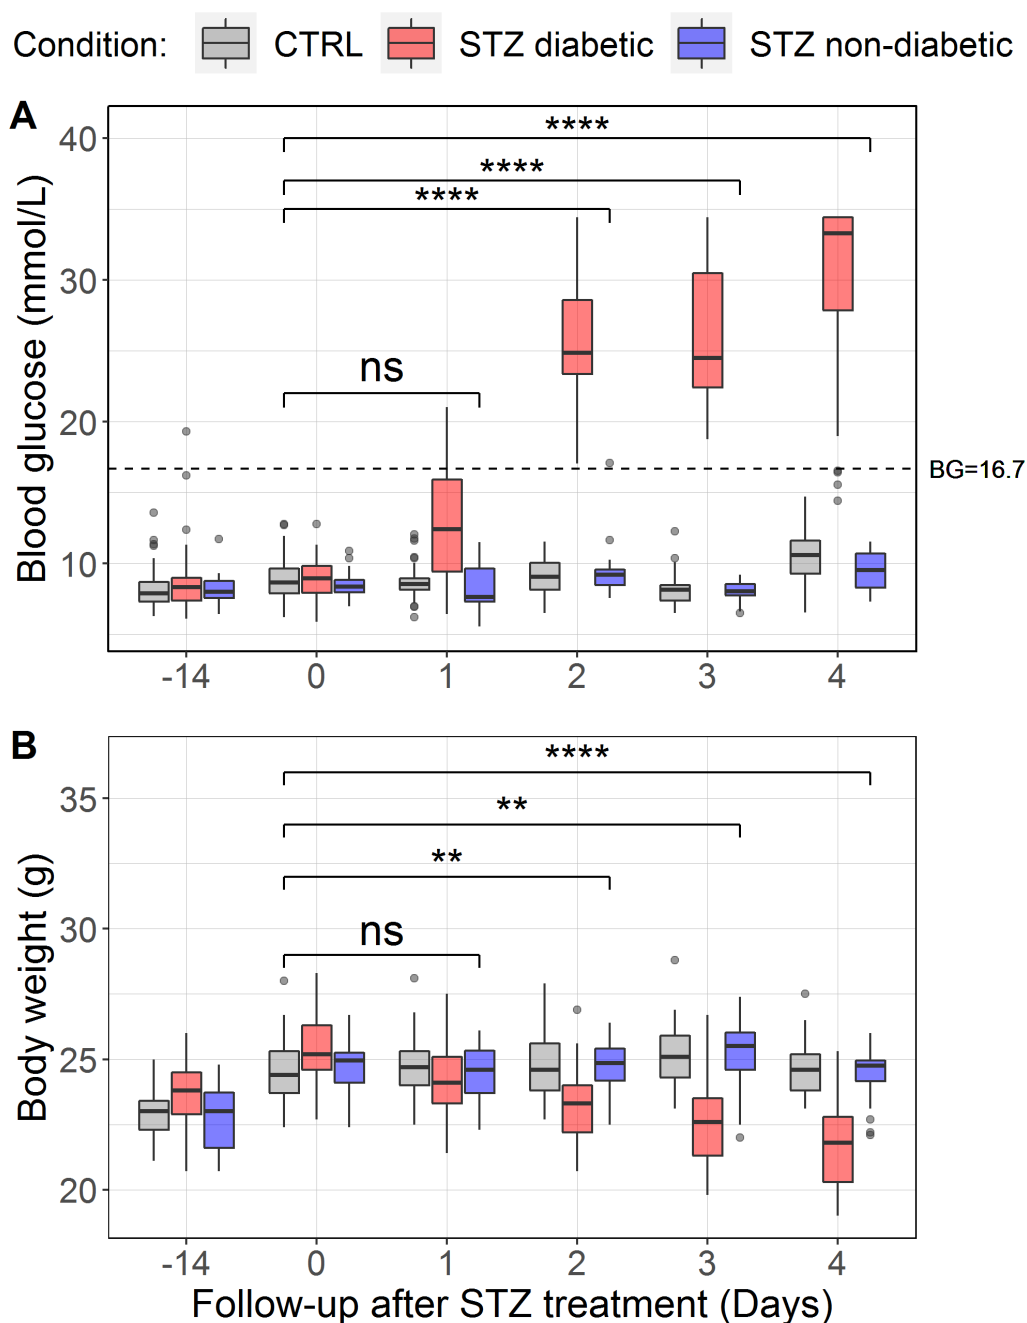 Condition: CTRL STZ diabetic STZ non-diabetic
A
Blood glucose (mmol/L)
40
30
20
10
****
****
****
ns
BG=16.7
-14 0 1 2 3 4
B
Body weight (g)
35
30
25
20
****
**
**
ns
-14 0 1 2 3 4
Follow-up after STZ treatment (Days)